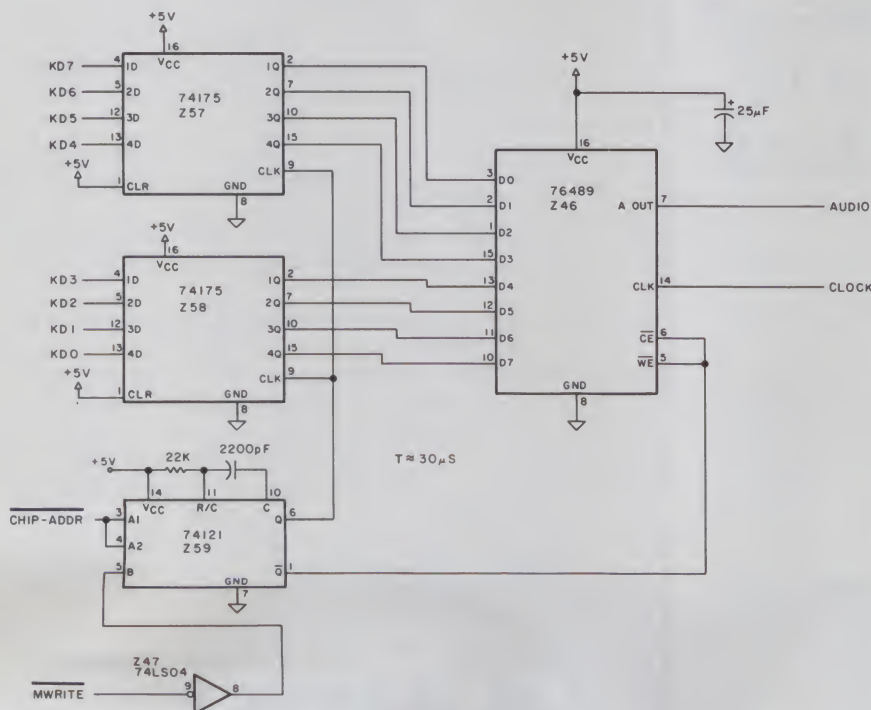 +5V
16
VCC
KD7 4 1D
KD6 5 2D
KD5 12 3D
KD4 13 4D
+5V
1 CLR
74175
Z57
1Q 2
2Q 7
3Q 10
4Q 15
9
CLK
GND
8
+5V
16
VCC
KD3 4 1D
KD2 5 2D
KD1 12 3D
KD0 13 4D
+5V
1 CLR
74175
Z58
1Q 2
2Q 7
3Q 10
4Q 15
9
CLK
GND
8
+5V
25µF
+
16
VCC
76489
Z46
3 D0
2 D1
1 D2
15 D3
13 D4
12 D5
11 D6
10 D7
A OUT 7 AUDIO
CLK 14 CLOCK
CE 6
WE 5
GND
8
T≈30µS
+5V
22K
2200pF
14
VCC
11
R/C
10
C
CHIP-ADDR
3 A1
4 A2
5 B
74121
Z59
Q 6
Q 1
GND
7
Z47
74LS04
MWRITE 9 8